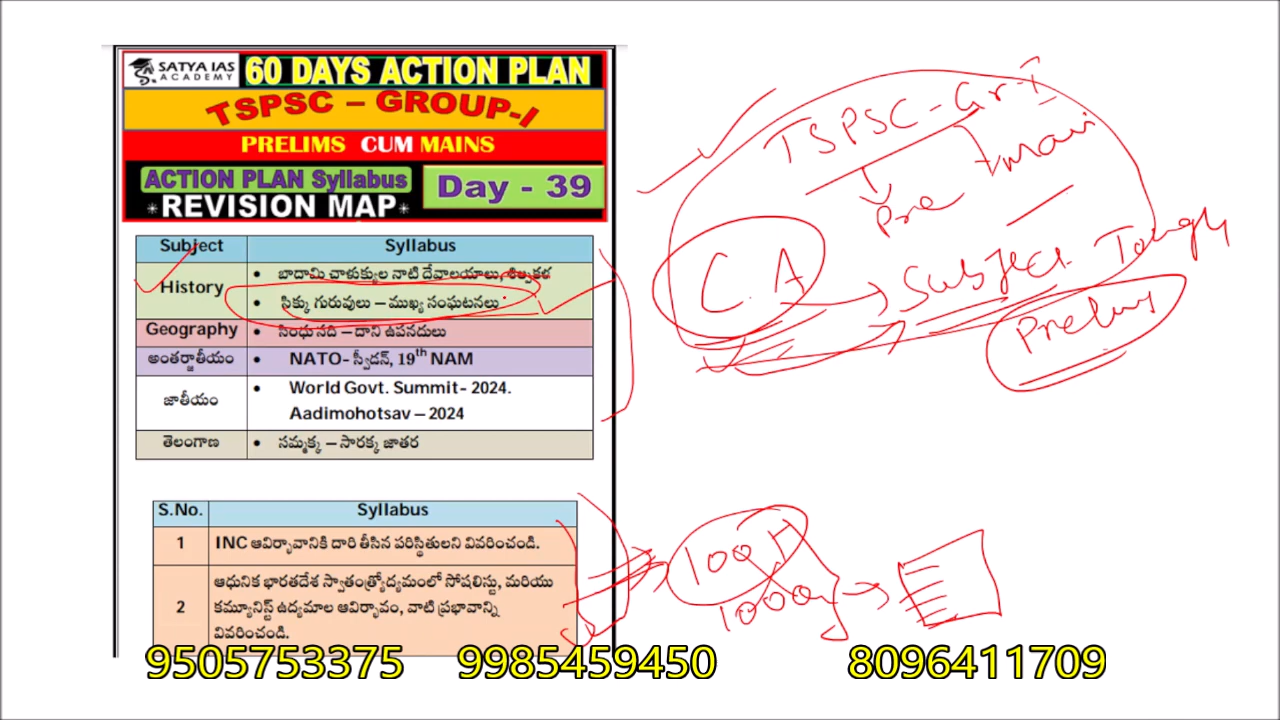 SATYA IAS
ACADEMY
60 DAYS ACTION PLAN
TSPSC – GROUP-I
PRELIMS CUM MAINS
ACTION PLAN Syllabus
REVISION MAP
Day - 39
Subject Syllabus
History
• బాదామి చాళుక్యుల నాటి దేవాలయాలు, శిల్పకళ
• సిక్కు గురువులు – ముఖ్య సంఘటనలు
Geography • సింధు నది – దాని ఉపనదులు
అంతర్జాతీయం • NATO- స్వీడన్, 19th NAM
జాతీయం
• World Govt. Summit- 2024.
Aadimohotsav – 2024
తెలంగాణ • సమ్మక్క – సారక్క జాతర
S.No. Syllabus
1 INC ఆవిర్భావానికి దారి తీసిన పరిస్థితులని వివరించండి.
2
ఆధునిక భారతదేశ స్వాతంత్ర్యోద్యమంలో సోషలిస్టు, మరియు
కమ్యూనిస్ట్ ఉద్యమాల ఆవిర్భావం, వాటి ప్రభావాన్ని
వివరించండి.
TSPSC - Gr-I
Pre + Main
C.A
Subject Tough
Prelims
100
1000
9505753375 9985459450 8096411709